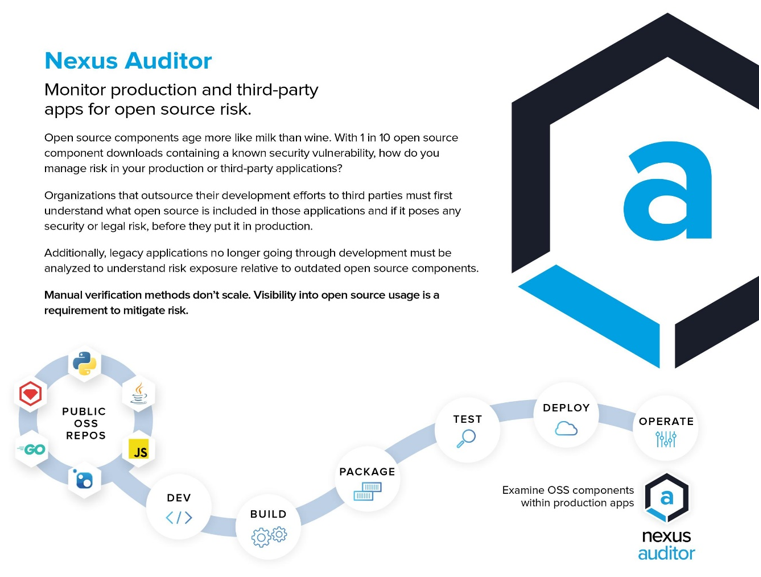 Nexus Auditor
Monitor production and third-party
apps for open source risk.
Open source components age more like milk than wine. With 1 in 10 open source
component downloads containing a known security vulnerability, how do you
manage risk in your production or third-party applications?
Organizations that outsource their development efforts to third parties must first
understand what open source is included in those applications and if it poses any
security or legal risk, before they put it in production.
Additionally, legacy applications no longer going through development must be
analyzed to understand risk exposure relative to outdated open source components.
Manual verification methods don't scale. Visibility into open source usage is a
requirement to mitigate risk.
a
PUBLIC
OSS
REPOS
GO
JS
DEV
</>
BUILD
PACKAGE
TEST
DEPLOY
OPERATE
Examine OSS components
within production apps
a
nexus
auditor